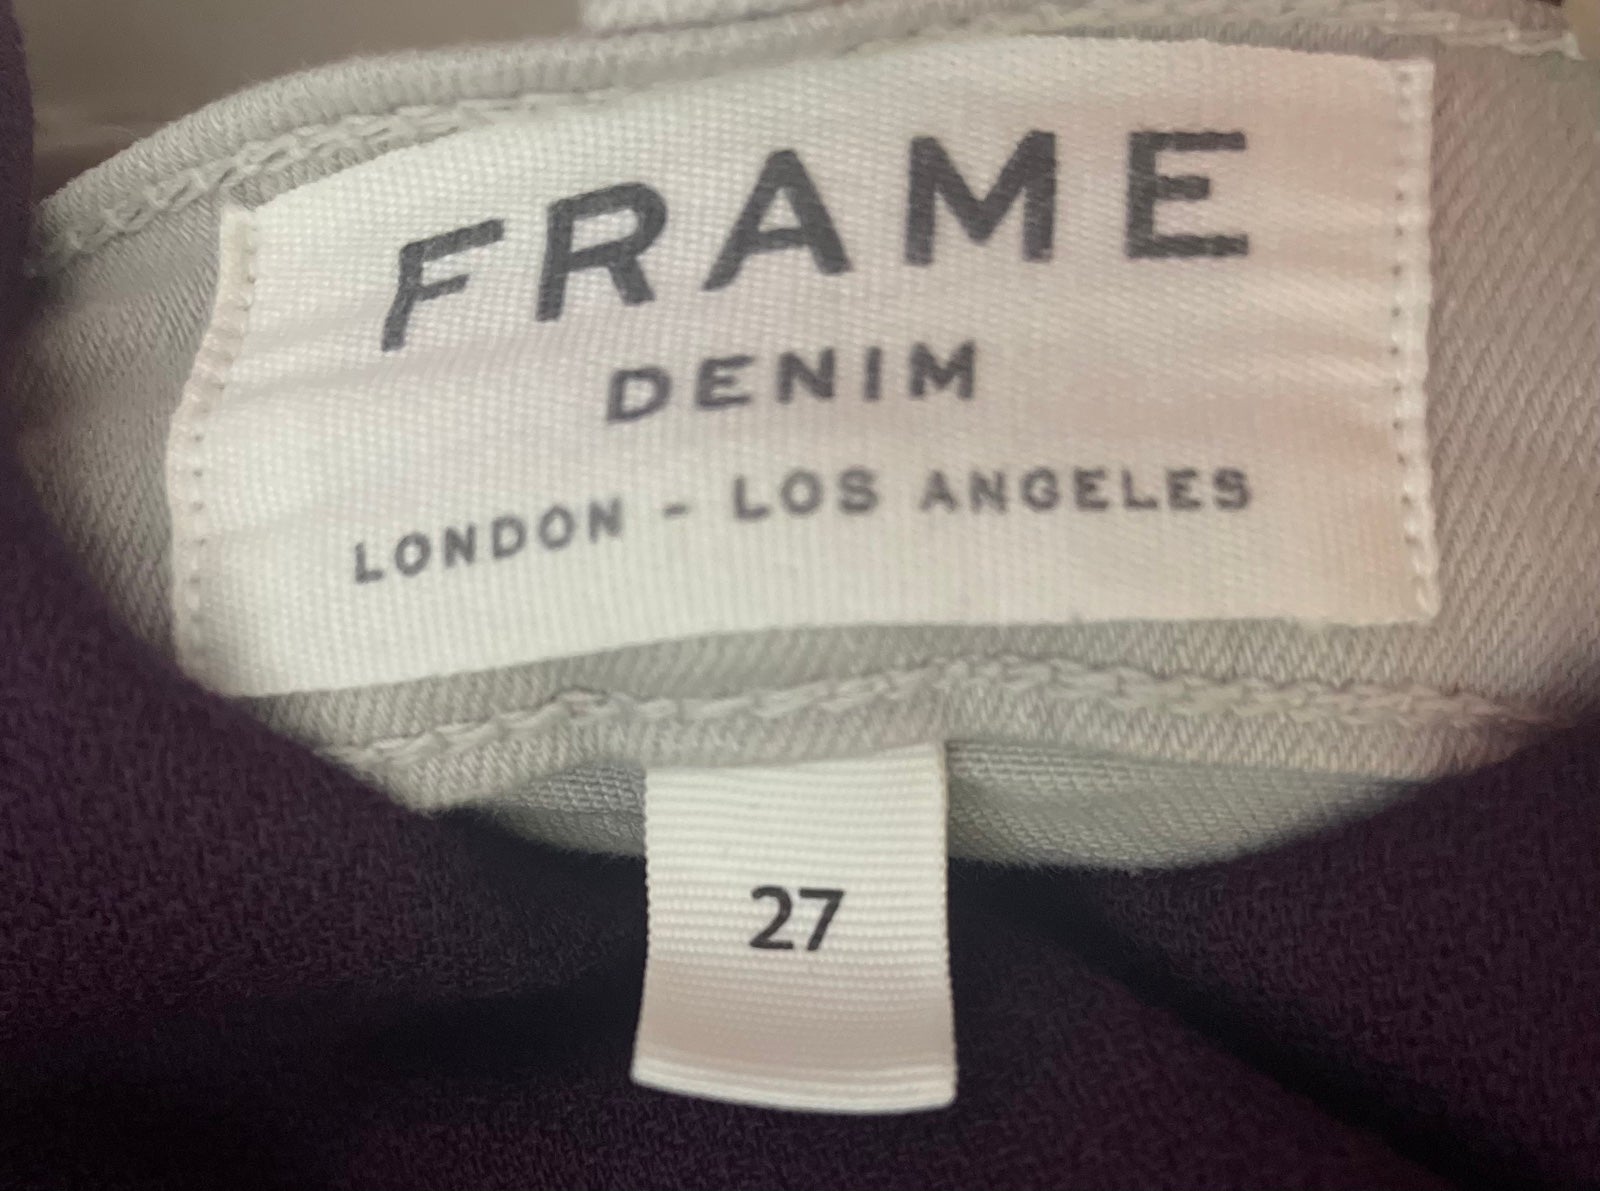 FRAME
DENIM
LONDON - LOS ANGELES
27